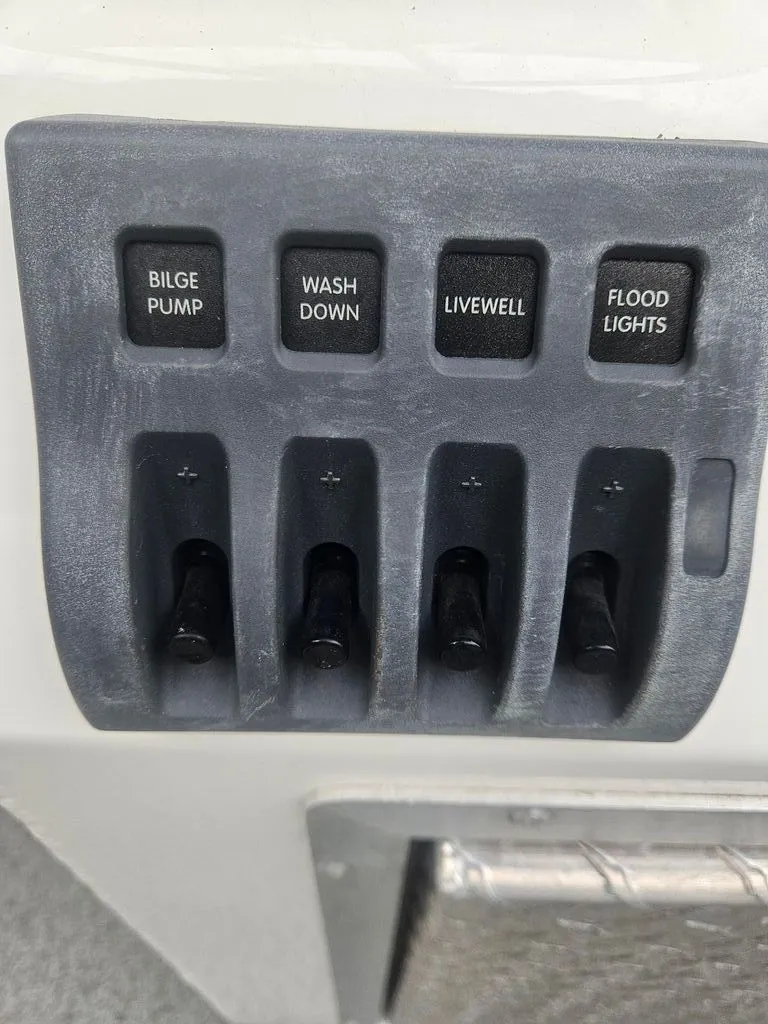 BILGE
PUMP
WASH
DOWN
LIVEWELL
FLOOD
LIGHTS
+ + + +